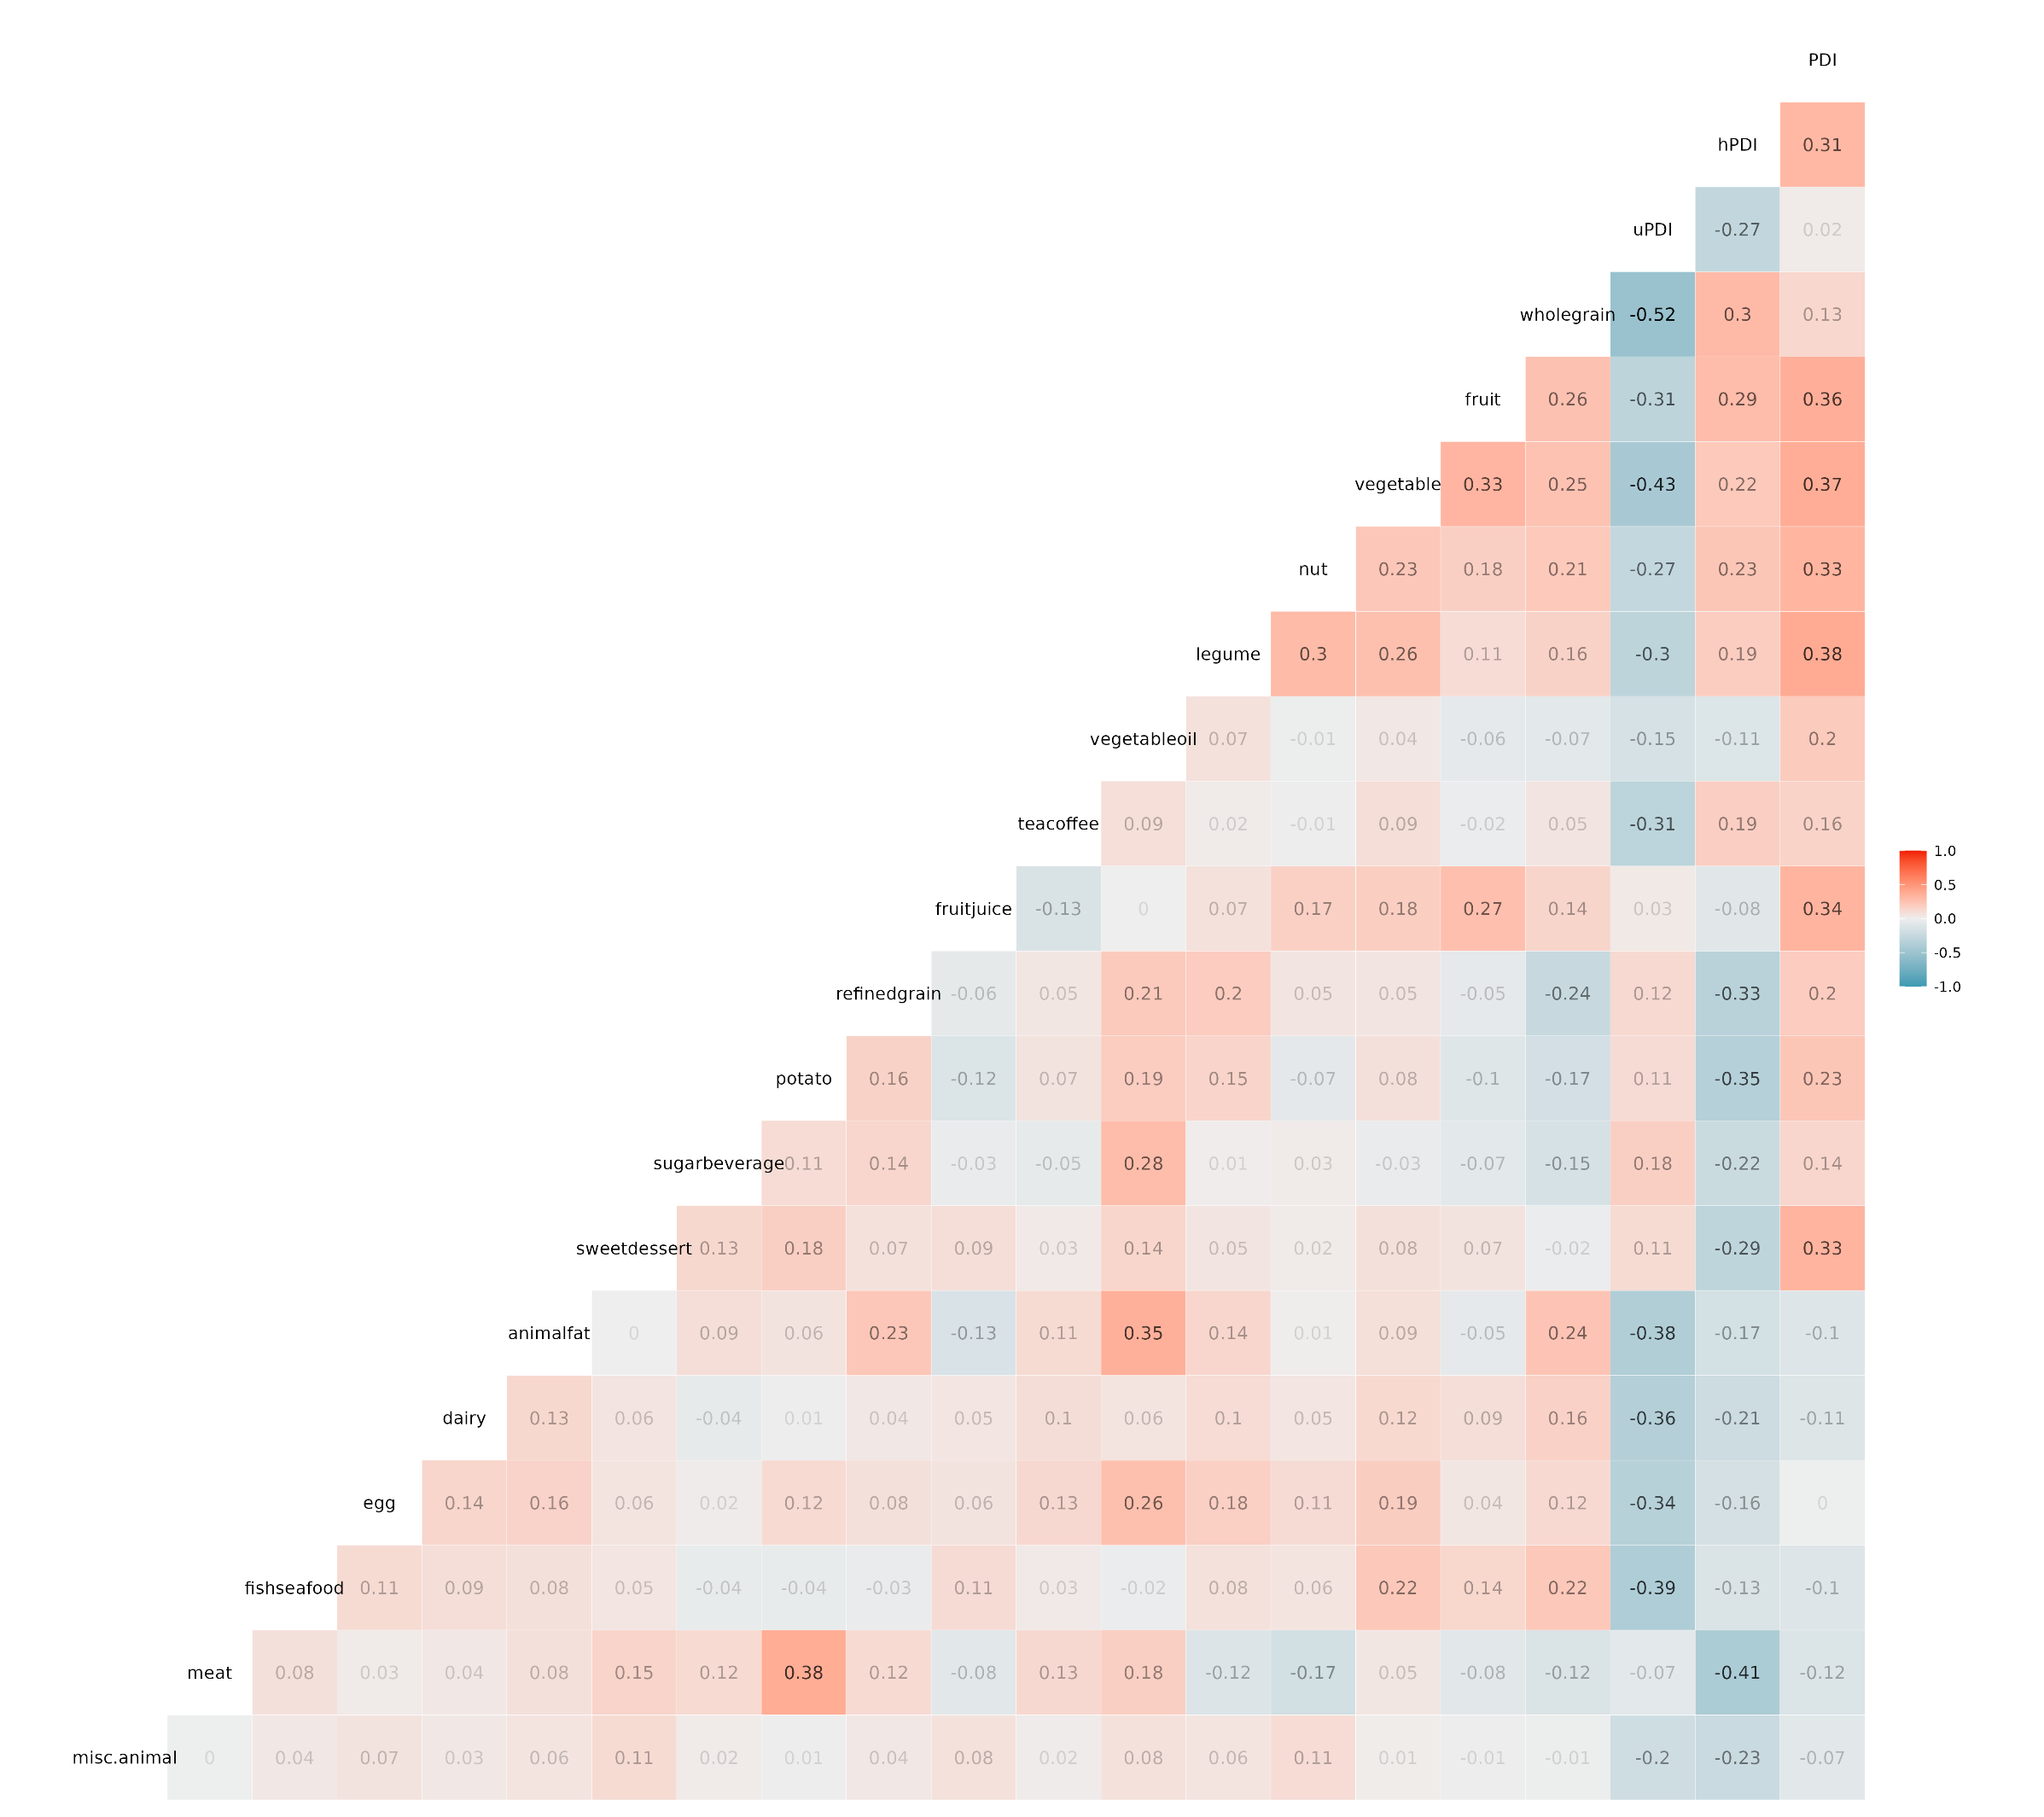 PDI
hPDI 0.31
uPDI -0.27 0.02
wholegrain -0.52 0.3 0.13
fruit 0.26 -0.31 0.29 0.36
vegetable 0.33 0.25 -0.43 0.22 0.37
nut 0.23 0.18 0.21 -0.27 0.23 0.33
legume 0.3 0.26 0.11 0.16 -0.3 0.19 0.38
vegetableoil 0.07 -0.01 0.04 -0.06 -0.07 -0.15 -0.11 0.2
teacoffee 0.09 0.02 -0.01 0.09 -0.02 0.05 -0.31 0.19 0.16
1.0
0.5
fruitjuice -0.13 0 0.07 0.17 0.18 0.27 0.14 0.03 -0.08 0.34
0.0
-0.5
refinedgrain -0.06 0.05 0.21 0.2 0.05 0.05 -0.05 -0.24 0.12 -0.33 0.2
-1.0
potato 0.16 -0.12 0.07 0.19 0.15 -0.07 0.08 -0.1 -0.17 0.11 -0.35 0.23
sugarbeverage 0.11 0.14 -0.03 -0.05 0.28 0.01 0.03 -0.03 -0.07 -0.15 0.18 -0.22 0.14
sweetdessert 0.13 0.18 0.07 0.09 0.03 0.14 0.05 0.02 0.08 0.07 -0.02 0.11 -0.29 0.33
animalfat 0 0.09 0.06 0.23 -0.13 0.11 0.35 0.14 0.01 0.09 -0.05 0.24 -0.38 -0.17 -0.1
dairy 0.13 0.06 -0.04 0.01 0.04 0.05 0.1 0.06 0.1 0.05 0.12 0.09 0.16 -0.36 -0.21 -0.11
egg 0.14 0.16 0.06 0.02 0.12 0.08 0.06 0.13 0.26 0.18 0.11 0.19 0.04 0.12 -0.34 -0.16 0
fishseafood 0.11 0.09 0.08 0.05 -0.04 -0.04 -0.03 0.11 0.03 -0.02 0.08 0.06 0.22 0.14 0.22 -0.39 -0.13 -0.1
meat 0.08 0.03 0.04 0.08 0.15 0.12 0.38 0.12 -0.08 0.13 0.18 -0.12 -0.17 0.05 -0.08 -0.12 -0.07 -0.41 -0.12
misc.animal 0 0.04 0.07 0.03 0.06 0.11 0.02 0.01 0.04 0.08 0.02 0.08 0.06 0.11 0.01 -0.01 -0.01 -0.2 -0.23 -0.07